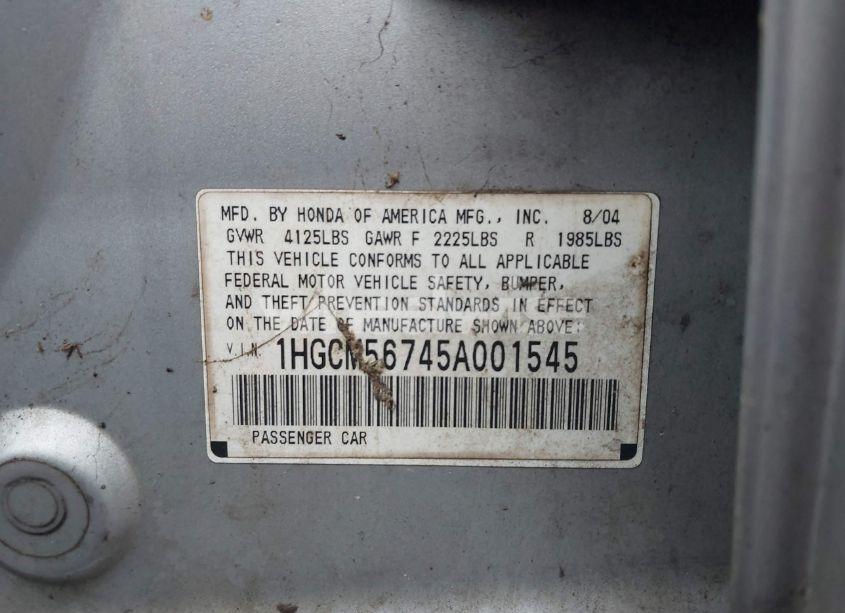 MFD. BY HONDA OF AMERICA MFG., INC. 8/04
GVWR 4125LBS GAWR F 2225LBS R 1985LBS
THIS VEHICLE CONFORMS TO ALL APPLICABLE
FEDERAL MOTOR VEHICLE SAFETY, BUMPER,
AND THEFT PREVENTION STANDARDS IN EFFECT
ON THE DATE OF MANUFACTURE SHOWN ABOVE:
V.I.N. 1HGCM56745A001545
PASSENGER CAR